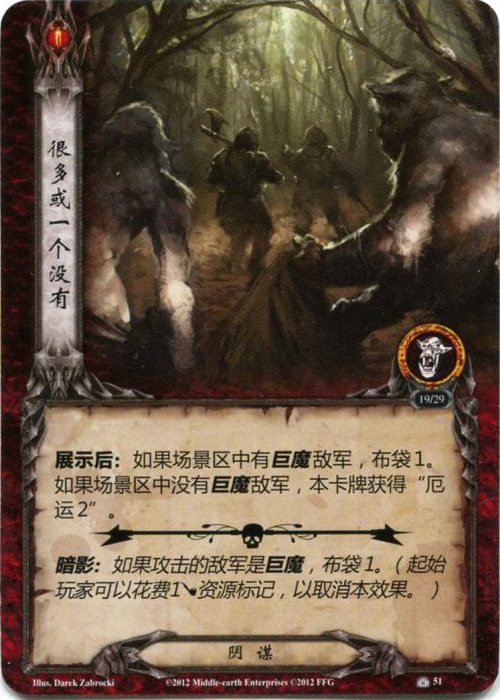 很多或一个没有
19/29
展示后：如果场景区中有巨魔敌军，布袋1。
如果场景区中没有巨魔敌军，本卡牌获得“厄
运2”。
暗影：如果攻击的敌军是巨魔，布袋1。（起始
玩家可以花费1 资源标记，以取消本效果。）
阴谋
Illus. Darek Zabrocki
©2012 Middle-earth Enterprises ©2012 FFG
51